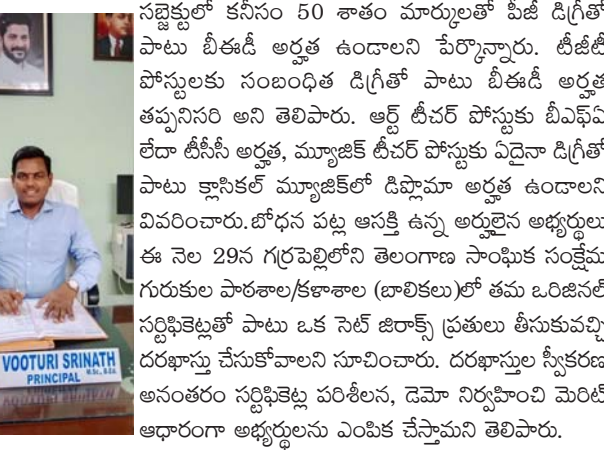 సబ్జెక్టులో కనీసం 50 శాతం మార్కులతో పీజీ డిగ్రీతో
పాటు బీఈడీ అర్హత ఉండాలని పేర్కొన్నారు. టీజీటీ
పోస్టులకు సంబంధిత డిగ్రీతో పాటు బీఈడీ అర్హత
తప్పనిసరి అని తెలిపారు. ఆర్ట్ టీచర్ పోస్టుకు బీఎఫ్ఏ
లేదా టీసీసీ అర్హత, మ్యూజిక్ టీచర్ పోస్టుకు ఏదైనా డిగ్రీతో
పాటు క్లాసికల్ మ్యూజిక్‌లో డిప్లొమా అర్హత ఉండాలని
వివరించారు.బోధన పట్ల ఆసక్తి ఉన్న అర్హులైన అభ్యర్థులు
ఈ నెల 29న గర్రెపెల్లిలోని తెలంగాణ సాంఘిక సంక్షేమ
గురుకుల పాఠశాల/కళాశాల (బాలికలు)లో తమ ఒరిజినల్
సర్టిఫికెట్లతో పాటు ఒక సెట్ జిరాక్స్ ప్రతులు తీసుకువచ్చి
దరఖాస్తు చేసుకోవాలని సూచించారు. దరఖాస్తుల స్వీకరణ
అనంతరం సర్టిఫికెట్ల పరిశీలన, డెమో నిర్వహించి మెరిట్
ఆధారంగా అభ్యర్థులను ఎంపిక చేస్తామని తెలిపారు.
VOOTURI SRINATH
M.Sc., B.Ed.
PRINCIPAL